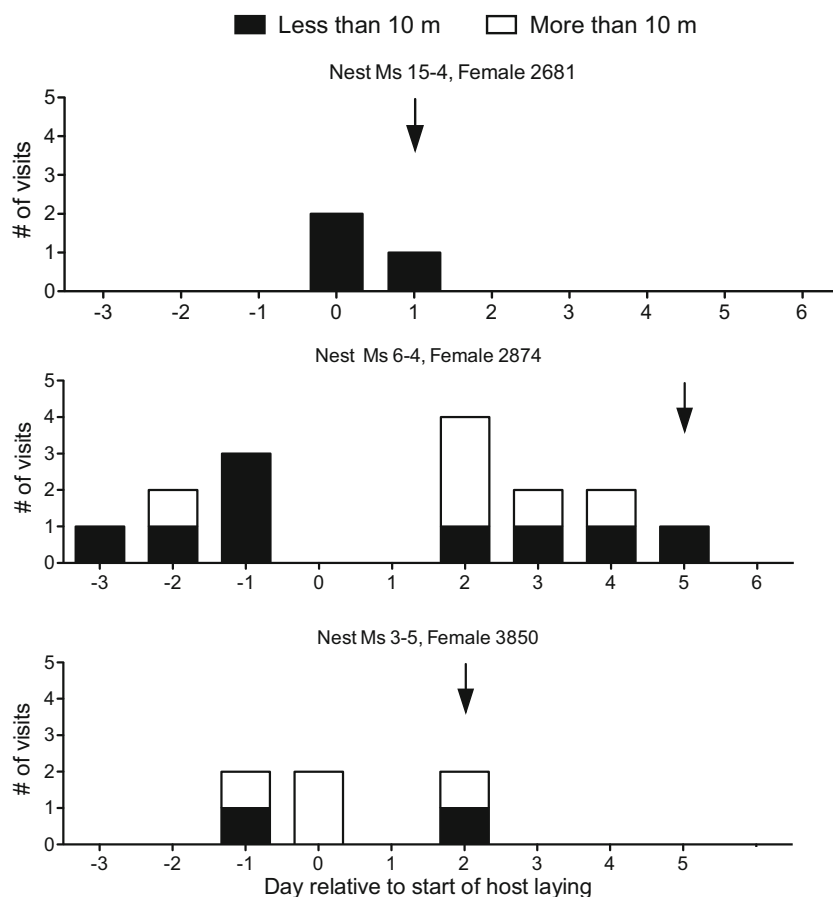 Less than 10 m More than 10 m
Nest Ms 15-4, Female 2681
5
4
3
2
1
0
# of visits
-3 -2 -1 0 1 2 3 4 5 6
Nest Ms 6-4, Female 2874
5
4
3
2
1
0
# of visits
-3 -2 -1 0 1 2 3 4 5 6
Nest Ms 3-5, Female 3850
5
4
3
2
1
0
# of visits
-3 -2 -1 0 1 2 3 4 5
Day relative to start of host laying